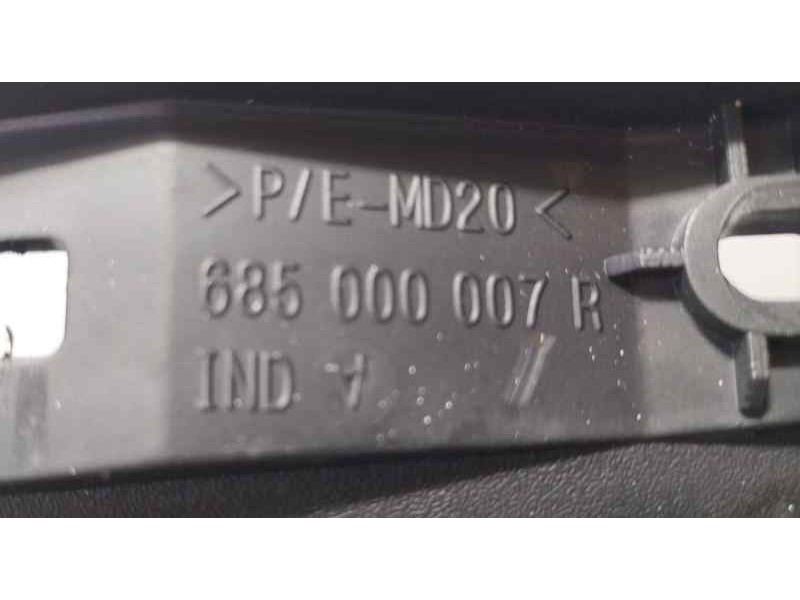 >P/E-MD20<
685 000 007 R
IND A //